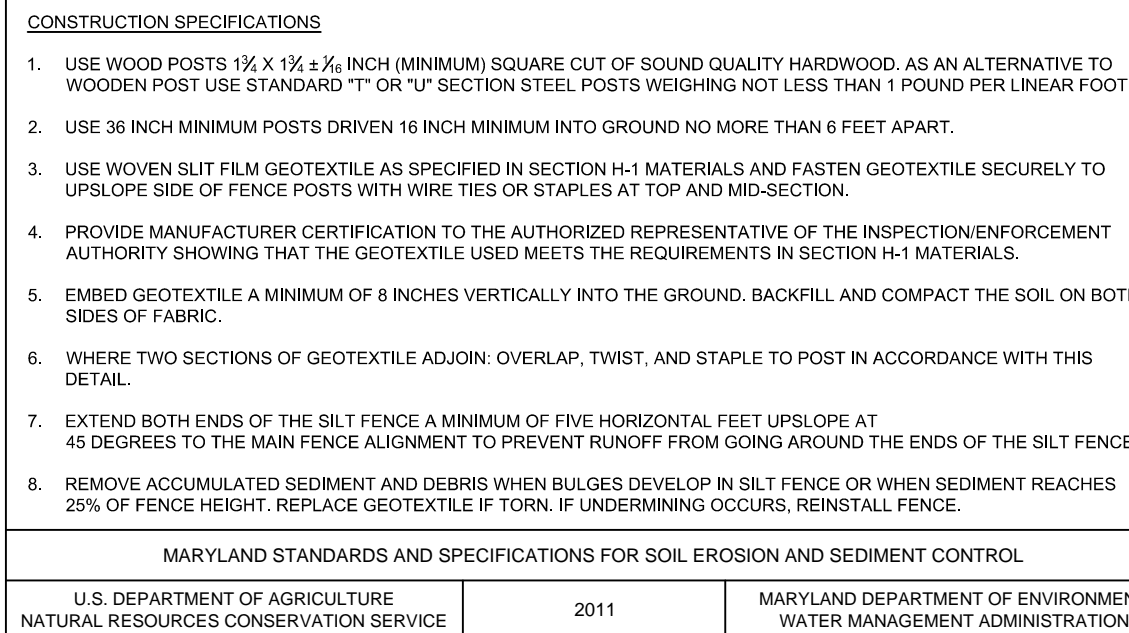 CONSTRUCTION SPECIFICATIONS
1. USE WOOD POSTS 1¾ X 1¾ ± 1⁄16 INCH (MINIMUM) SQUARE CUT OF SOUND QUALITY HARDWOOD. AS AN ALTERNATIVE TO
WOODEN POST USE STANDARD "T" OR "U" SECTION STEEL POSTS WEIGHING NOT LESS THAN 1 POUND PER LINEAR FOOT
2. USE 36 INCH MINIMUM POSTS DRIVEN 16 INCH MINIMUM INTO GROUND NO MORE THAN 6 FEET APART.
3. USE WOVEN SLIT FILM GEOTEXTILE AS SPECIFIED IN SECTION H-1 MATERIALS AND FASTEN GEOTEXTILE SECURELY TO
UPSLOPE SIDE OF FENCE POSTS WITH WIRE TIES OR STAPLES AT TOP AND MID-SECTION.
4. PROVIDE MANUFACTURER CERTIFICATION TO THE AUTHORIZED REPRESENTATIVE OF THE INSPECTION/ENFORCEMENT
AUTHORITY SHOWING THAT THE GEOTEXTILE USED MEETS THE REQUIREMENTS IN SECTION H-1 MATERIALS.
5. EMBED GEOTEXTILE A MINIMUM OF 8 INCHES VERTICALLY INTO THE GROUND. BACKFILL AND COMPACT THE SOIL ON BOTH
SIDES OF FABRIC.
6. WHERE TWO SECTIONS OF GEOTEXTILE ADJOIN: OVERLAP, TWIST, AND STAPLE TO POST IN ACCORDANCE WITH THIS
DETAIL.
7. EXTEND BOTH ENDS OF THE SILT FENCE A MINIMUM OF FIVE HORIZONTAL FEET UPSLOPE AT
45 DEGREES TO THE MAIN FENCE ALIGNMENT TO PREVENT RUNOFF FROM GOING AROUND THE ENDS OF THE SILT FENCE
8. REMOVE ACCUMULATED SEDIMENT AND DEBRIS WHEN BULGES DEVELOP IN SILT FENCE OR WHEN SEDIMENT REACHES
25% OF FENCE HEIGHT. REPLACE GEOTEXTILE IF TORN. IF UNDERMINING OCCURS, REINSTALL FENCE.
MARYLAND STANDARDS AND SPECIFICATIONS FOR SOIL EROSION AND SEDIMENT CONTROL
U.S. DEPARTMENT OF AGRICULTURE
NATURAL RESOURCES CONSERVATION SERVICE
2011
MARYLAND DEPARTMENT OF ENVIRONMEN
WATER MANAGEMENT ADMINISTRATION